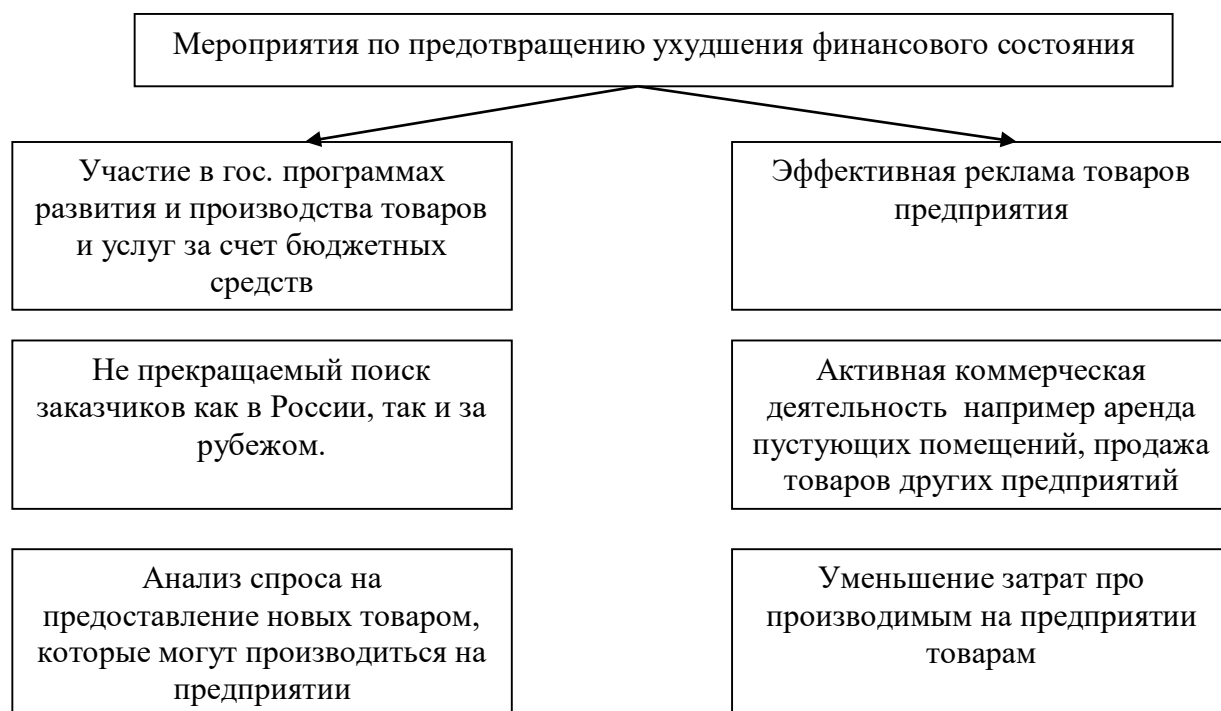 Мероприятия по предотвращению ухудшения финансового состояния
Участие в гос. программах
развития и производства товаров
и услуг за счет бюджетных
средств
Эффективная реклама товаров
предприятия
Не прекращаемый поиск
заказчиков как в России, так и за
рубежом.
Активная коммерческая
деятельность  например аренда
пустующих помещений, продажа
товаров других предприятий
Анализ спроса на
предоставление новых товаром,
которые могут производиться на
предприятии
Уменьшение затрат про
производимым на предприятии
товарам